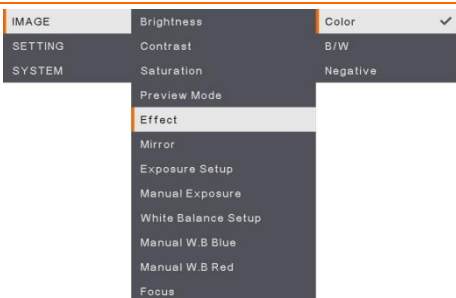 IMAGE
SETTING
SYSTEM
Brightness
Contrast
Saturation
Preview Mode
Effect
Mirror
Exposure Setup
Manual Exposure
White Balance Setup
Manual W.B Blue
Manual W.B Red
Focus
Color
B/W
Negative